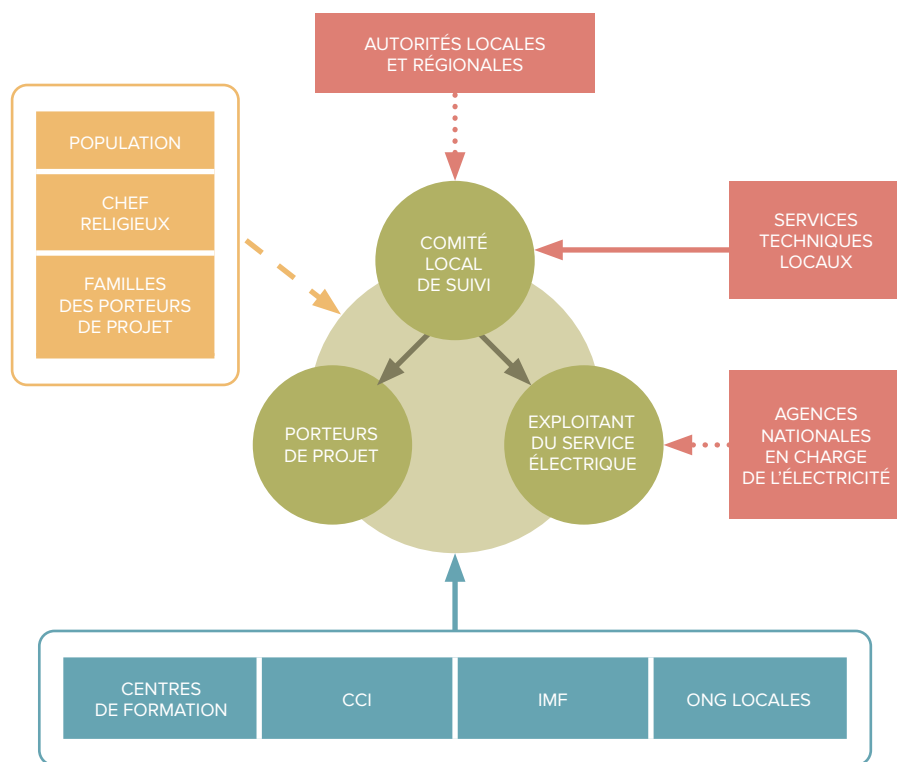 AUTORITÉS LOCALES
ET RÉGIONALES
POPULATION
CHEF
RELIGIEUX
FAMILLES
DES PORTEURS
DE PROJET
COMITÉ
LOCAL
DE SUIVI
SERVICES
TECHNIQUES
LOCAUX
PORTEURS
DE PROJET
EXPLOITANT
DU SERVICE
ÉLECTRIQUE
AGENCES
NATIONALES
EN CHARGE
DE L'ÉLECTRICITÉ
CENTRES
DE FORMATION
CCI
IMF
ONG LOCALES